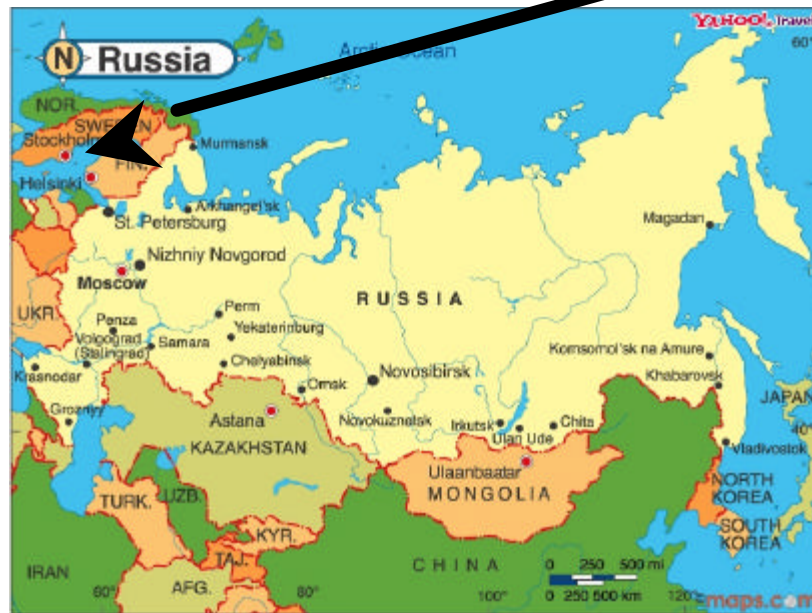 YAHOO! Travel
60°
N Russia
Arctic Ocean
NOR.
SWEDEN
Stockholm
FIN.
Murmansk
Helsinki
Arkhangel'sk
St. Petersburg
Magadan
Nizhniy Novgorod
Moscow
RUSSIA
UKR.
Perm
Penza
Yekaterinburg
Volgograd
(Stalingrad)
Samara
Komsomol'sk na Amure
Chelyabinsk
Novosibirsk
Krasnodar
Khabarovsk
Omsk
JAPAN
Groznyy
Astana
Novokuznetsk
Irkutsk
Chita
Ulan Ude
40°
KAZAKHSTAN
Vladivostok
Ulaanbaatar
MONGOLIA
NORTH
KOREA
TURK.
UZB.
SOUTH
KOREA
KYR.
TAJ.
CHINA
IRAN
AFG.
0 250 500 mi
0 250 500 km
60°
80°
100°
120°
maps.com